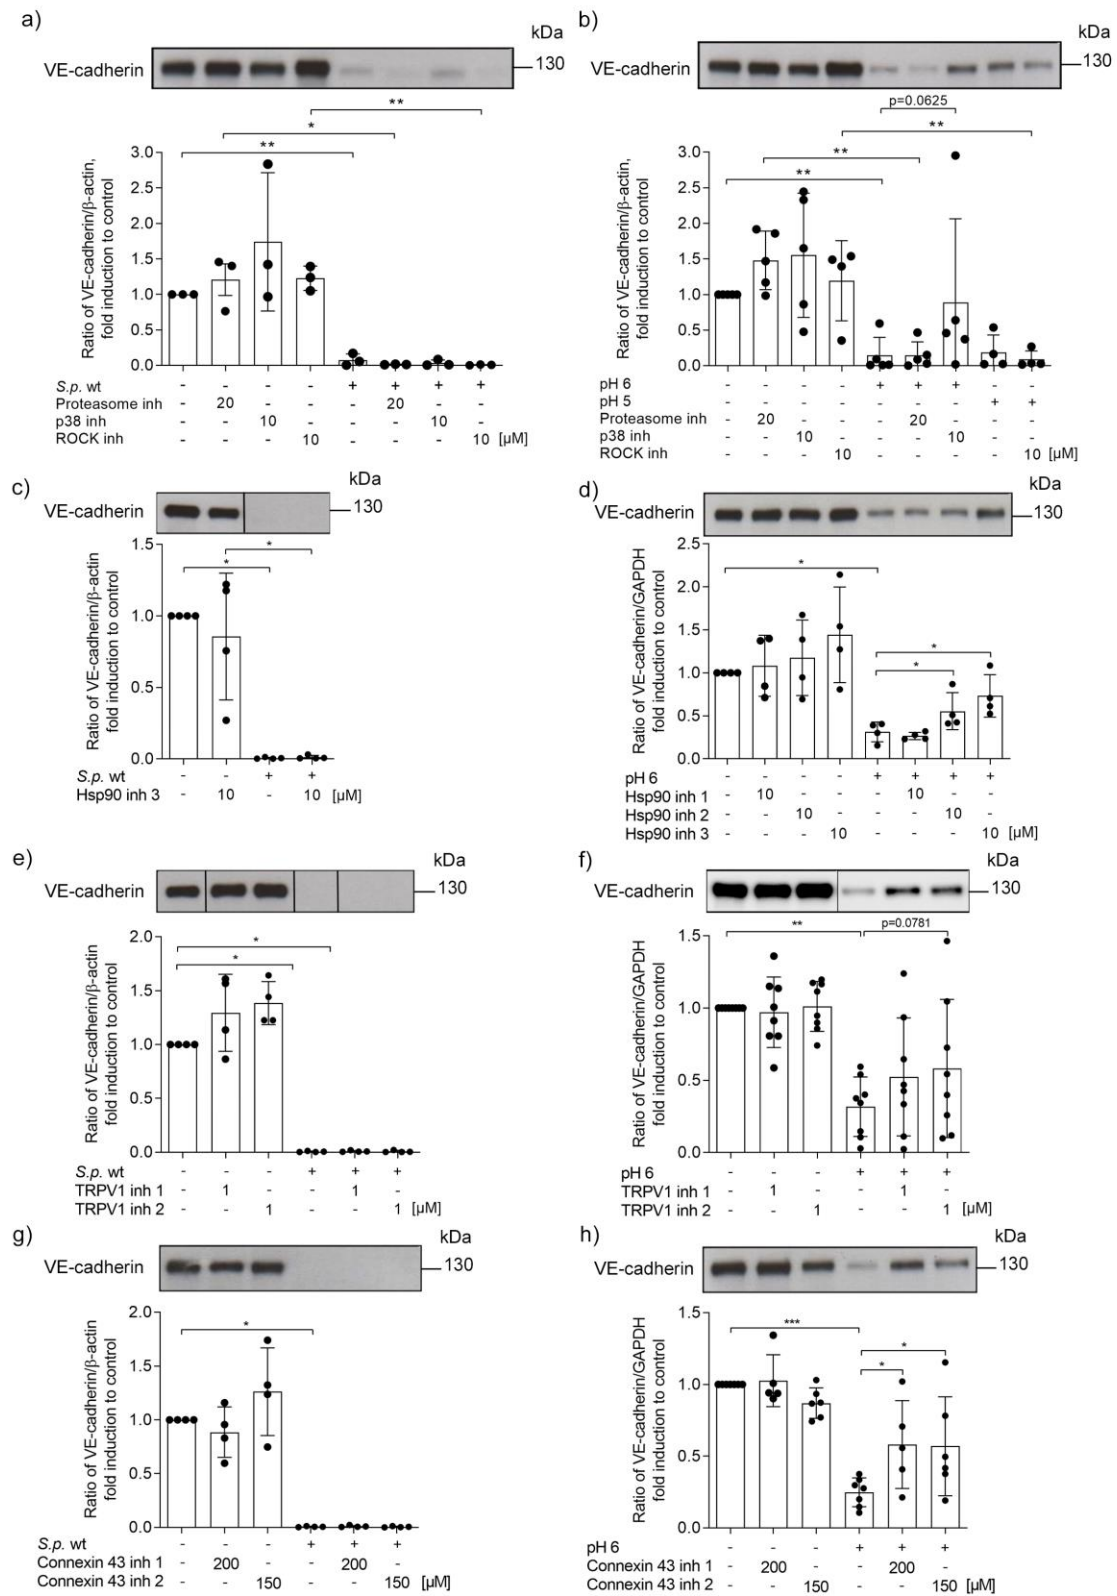 a)
kDa
VE-cadherin
130
**
*
**
3.0
2.5
2.0
1.5
1.0
0.5
0.0
Ratio of VE-cadherin/β-actin,
fold induction to control
S.p. wt - - - - + + + +
Proteasome inh - 20 - - - 20 - -
p38 inh - - 10 - - - 10 -
ROCK inh - - - 10 - - - 10 [µM]
b)
kDa
VE-cadherin
130
p=0.0625
**
**
**
3.0
2.5
2.0
1.5
1.0
0.5
0.0
Ratio of VE-cadherin/β-actin,
fold induction to control
pH 6 - - - - + + + - -
pH 5 - - - - - - - + +
Proteasome inh - 20 - - - 20 - - -
p38 inh - - 10 - - - 10 - -
ROCK inh - - - 10 - - - - 10 [µM]
c)
kDa
VE-cadherin
130
1.5
*
*
1.0
0.5
0.0
Ratio of VE-cadherin/β-actin
fold induction to control
S.p. wt - - + +
Hsp90 inh 3 - 10 - 10 [µM]
d)
kDa
VE-cadherin
130
2.5
*
2.0
1.5
*
*
1.0
0.5
0.0
Ratio of VE-cadherin/GAPDH
fold induction to control
pH 6 - - - - + + + +
Hsp90 inh 1 - 10 - - - 10 - -
Hsp90 inh 2 - - 10 - - - 10 -
Hsp90 inh 3 - - - 10 - - - 10 [µM]
e)
kDa
VE-cadherin
130
2.0
*
*
1.5
1.0
0.5
0.0
Ratio of VE-cadherin/β-actin
fold induction to control
S.p. wt - - - + + +
TRPV1 inh 1 - 1 - - 1 -
TRPV1 inh 2 - - 1 - - 1 [µM]
f)
kDa
VE-cadherin
130
**
p=0.0781
1.5
1.0
0.5
0.0
Ratio of VE-cadherin/GAPDH
fold induction to control
pH 6 - - - + + +
TRPV1 inh 1 - 1 - - 1 -
TRPV1 inh 2 - - 1 - - 1 [µM]
g)
kDa
VE-cadherin
130
2.0
*
1.5
1.0
0.5
0.0
Ratio of VE-cadherin/β-actin
fold induction to control
S.p. wt - - - + + +
Connexin 43 inh 1 - 200 - - 200 -
Connexin 43 inh 2 - - 150 - - 150 [µM]
h)
kDa
VE-cadherin
130
1.5
***
*
*
1.0
0.5
0.0
Ratio of VE-cadherin/GAPDH
fold induction to control
pH 6 - - - + + +
Connexin 43 inh 1 - 200 - - 200 -
Connexin 43 inh 2 - - 150 - - 150 [µM]